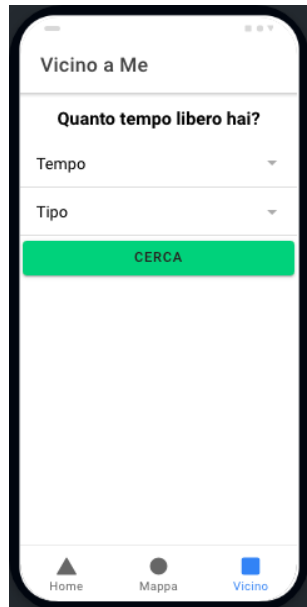 Vicino a Me
Quanto tempo libero hai?
Tempo
Tipo
CERCA
Home Mappa Vicino